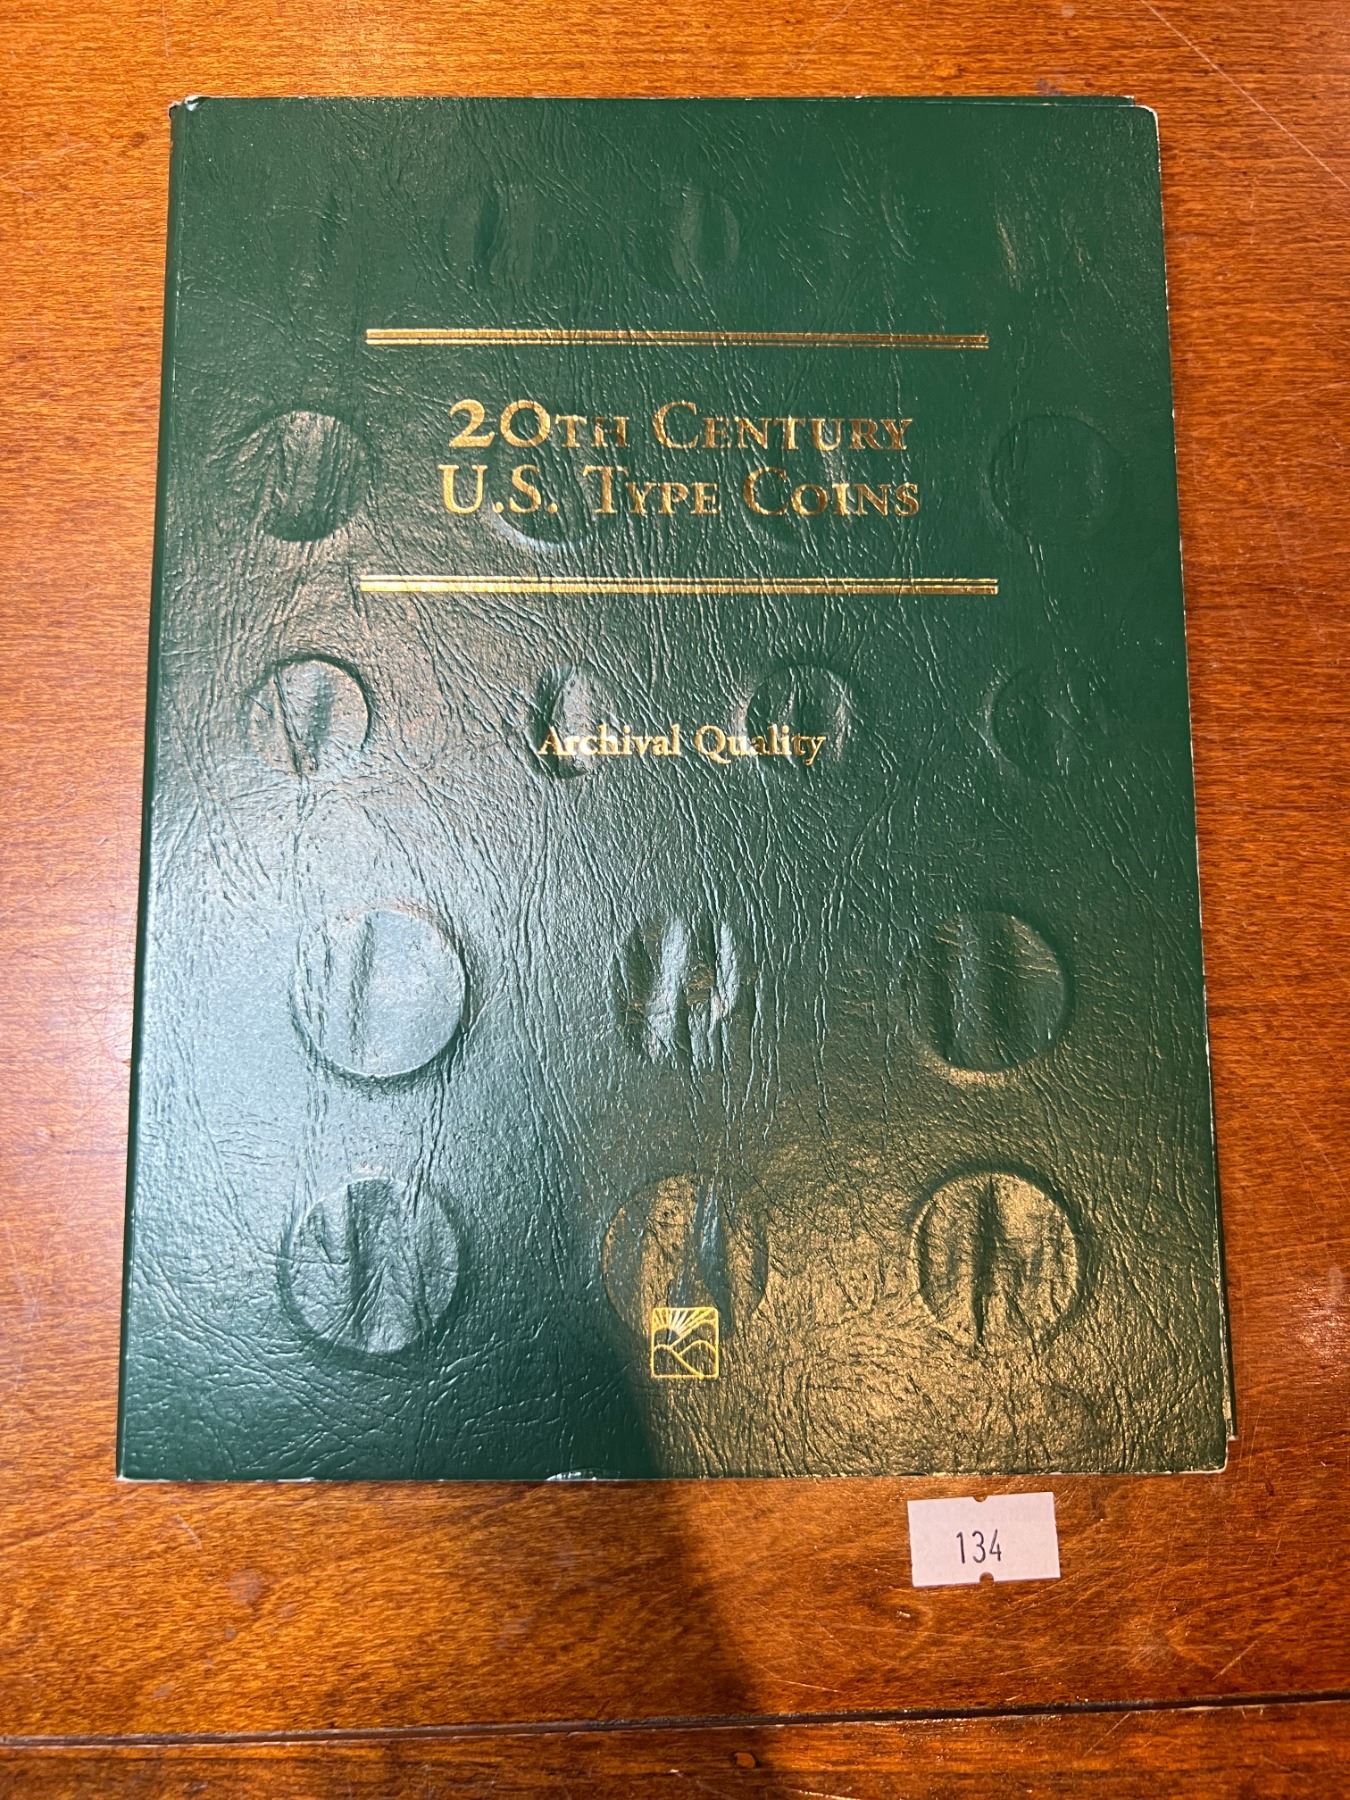 20TH CENTURY
U.S. TYPE COINS
Archival Quality
134